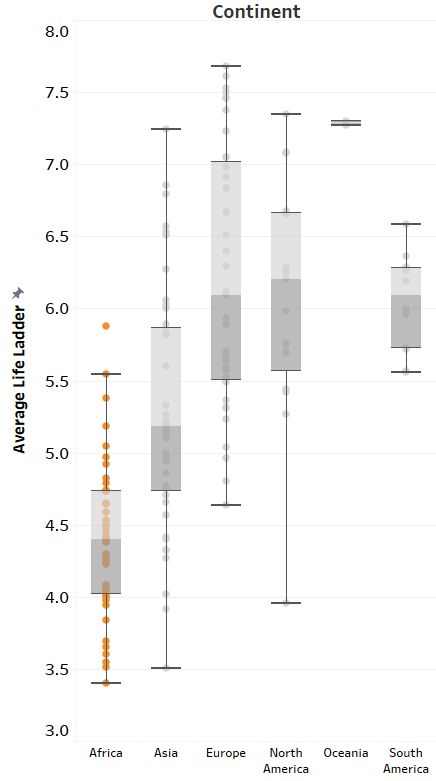 Continent
8.0
7.5
7.0
6.5
6.0
5.5
5.0
4.5
4.0
3.5
3.0
Average Life Ladder
Africa
Asia
Europe
North
America
Oceania
South
America